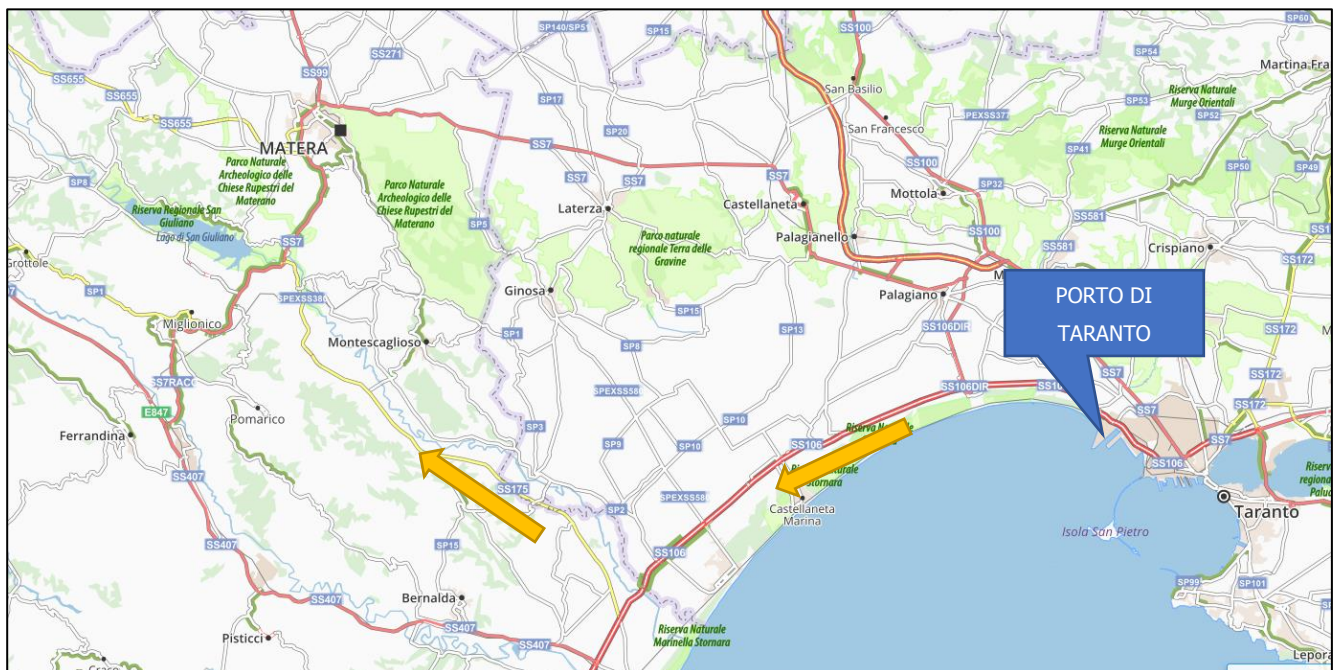 SP140/SP51
SP15
SS100
SP60
SS655
SS99
SS271
SP54
Martina Fra
San Basilio
Riserva Naturale
Murge Orientali
SS655
SP17
SPEXSS377
SP53
SP52
San Francesco
SP20
SS7
SS100
SP41
Riserva Naturale
Murge Orientali
MATERA
Parco Naturale
Archeologico delle
Chiese Rupestri del
Materano
SP8
Parco Naturale
Archeologico delle
Chiese Rupestri del
Materano
SS7
SS7
SS7
SP50
SP49
Mottola
SP32
Laterza
Castellaneta
SP5
Riserva Regionale San
Giuliano
Lago di San Giuliano
SS7
SS581
SS100
Parco naturale
regionale Terra delle
Gravine
Palagianello
SS581
Crispiano
SS172
Grottole
SP1
SPEXSS380
Ginosa
Palagiano
SP15
Miglionico
SP1
SP13
SS106DIR
SS172
PORTO DI
TARANTO
Montescaglioso
SP8
SS7RACC
SPEXSS580
SS106DIR
SS7
SS172
E847
Pomarico
SP10
SS7
Ferrandina
SP3
SP9
SP10
SS106
Riserva Naturale
SS7
SS407
SS106
SS175
SPEXSS580
Stornara
Castellaneta
Marina
SP2
Taranto
Isola San Pietro
SS407
SP15
SS106
SP99
SP101
Bernalda
Pisticci
SS407
SS407
Riserva Naturale
Marinella Stornara
Craco
Lepora